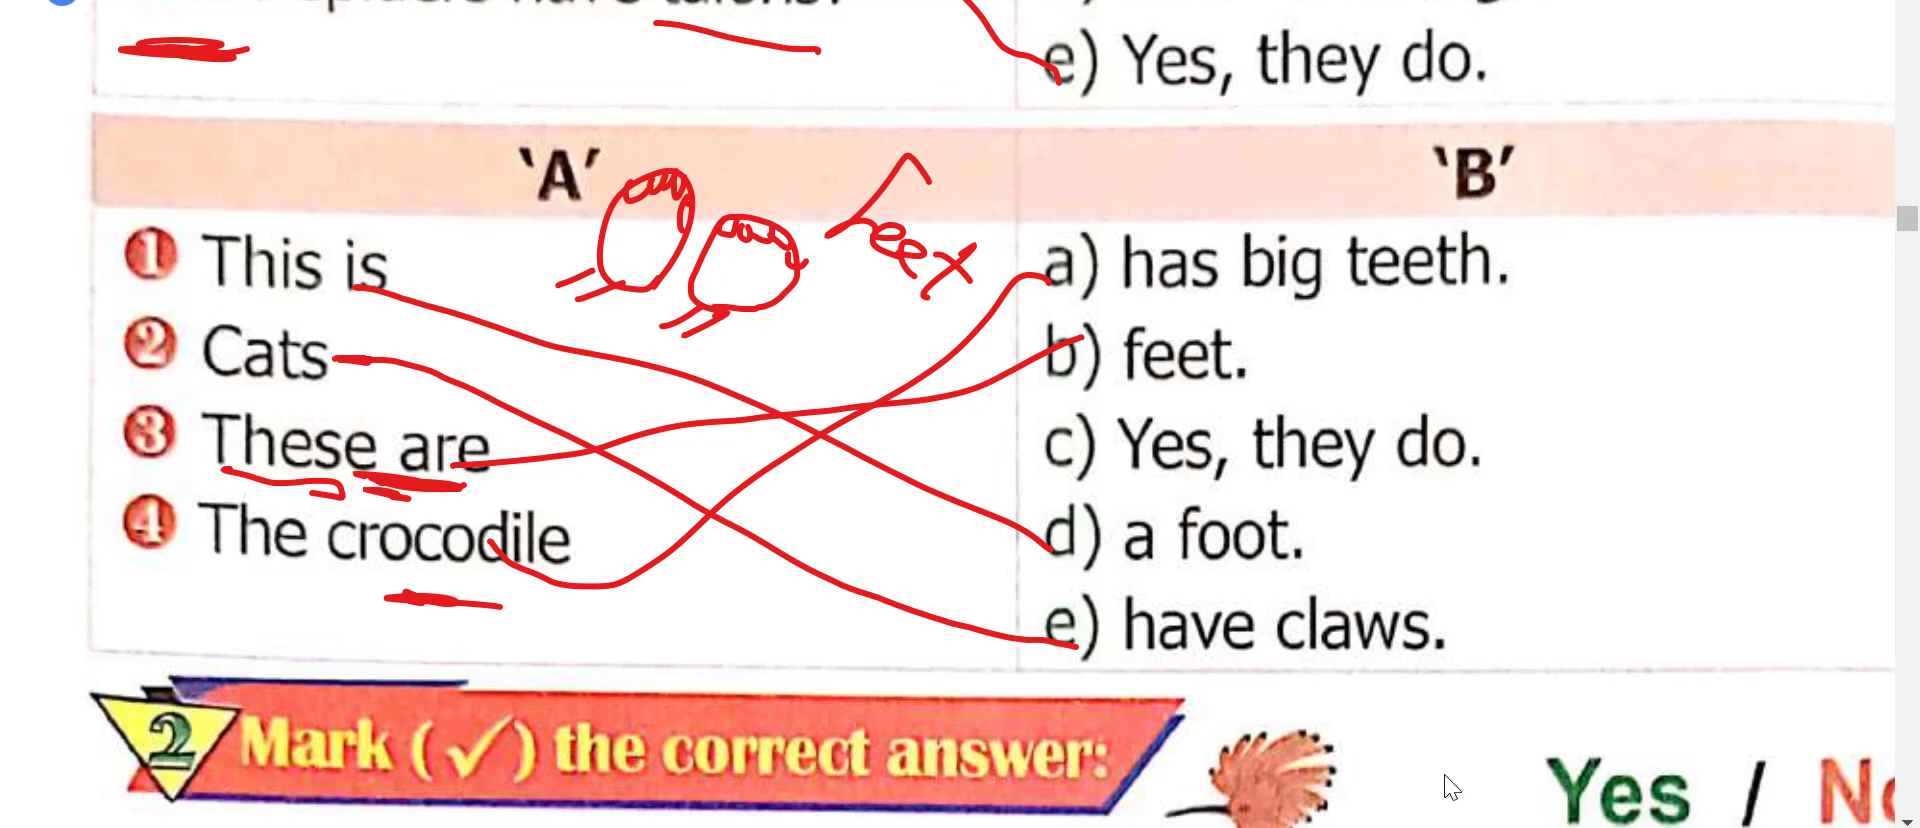 e) Yes, they do.
'A' 'B'
1 This is a) has big teeth.
2 Cats b) feet.
3 These are c) Yes, they do.
4 The crocodile d) a foot.
e) have claws.
2 Mark (✓) the correct answer:
Yes / No